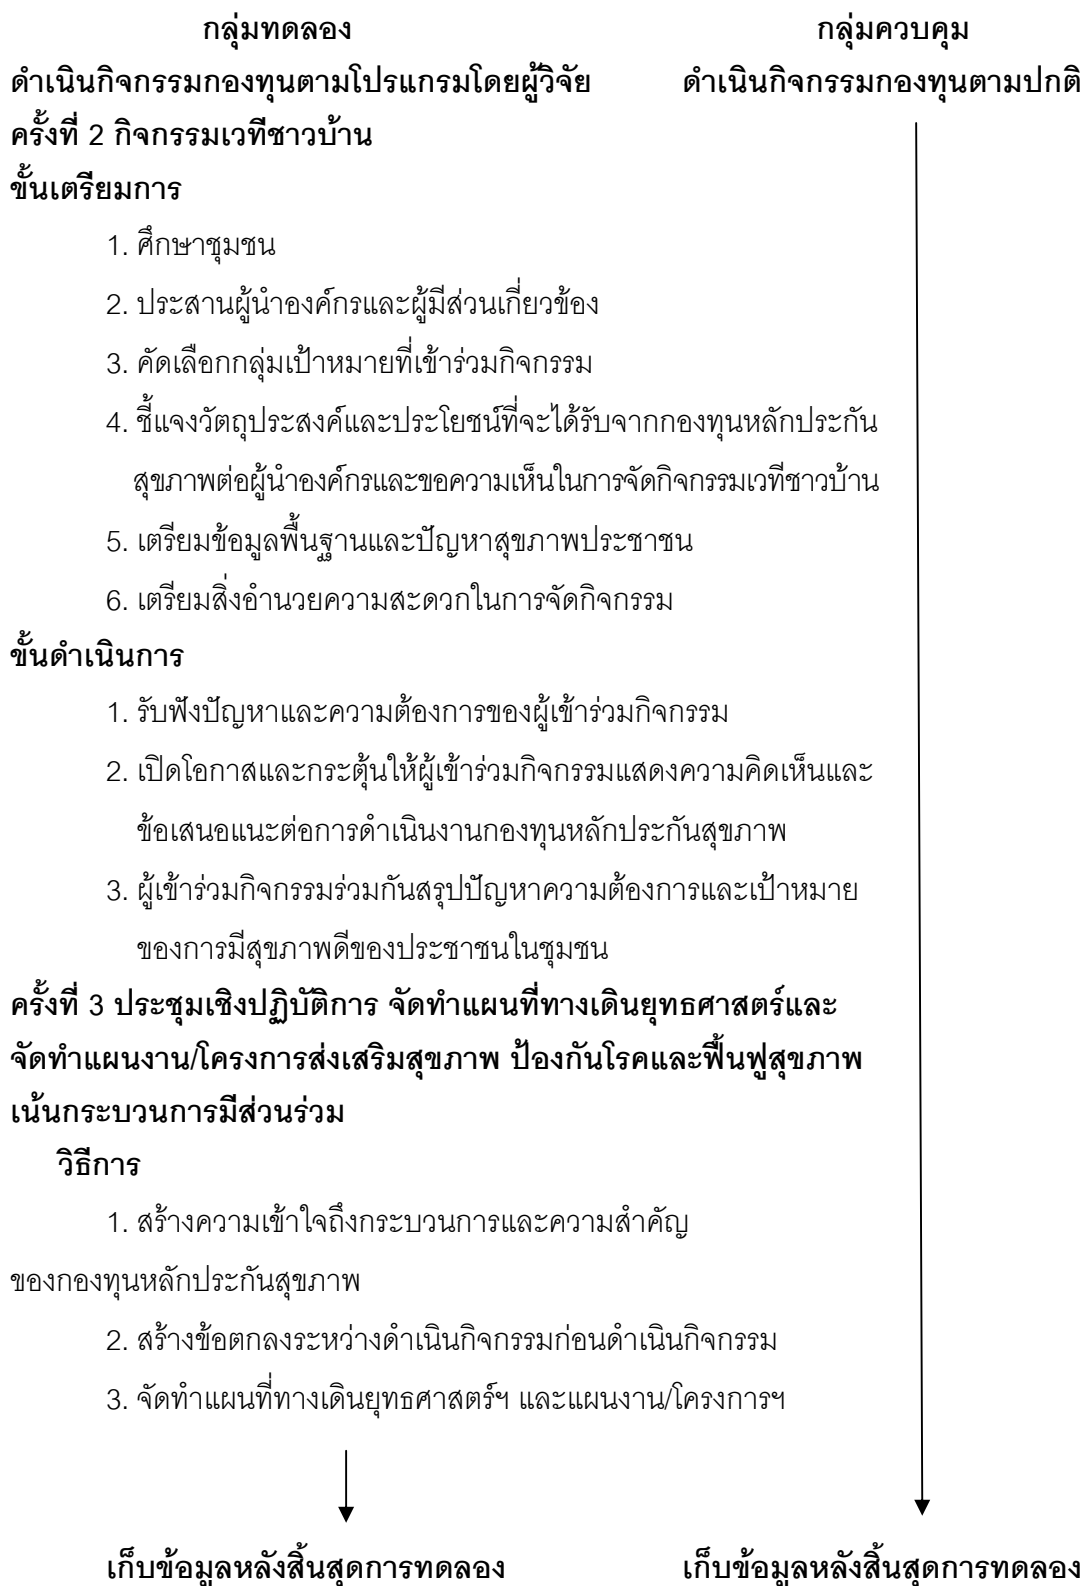 กลุ่มทดลอง กลุ่มควบคุม
ดำเนินกิจกรรมกองทุนตามโปรแกรมโดยผู้วิจัย ดำเนินกิจกรรมกองทุนตามปกติ
ครั้งที่ 2 กิจกรรมเวทีชาวบ้าน
ขั้นเตรียมการ
1. ศึกษาชุมชน
2. ประสานผู้นำองค์กรและผู้มีส่วนเกี่ยวข้อง
3. คัดเลือกกลุ่มเป้าหมายที่เข้าร่วมกิจกรรม
4. ชี้แจงวัตถุประสงค์และประโยชน์ที่จะได้รับจากกองทุนหลักประกัน
สุขภาพต่อผู้นำองค์กรและขอความเห็นในการจัดกิจกรรมเวทีชาวบ้าน
5. เตรียมข้อมูลพื้นฐานและปัญหาสุขภาพประชาชน
6. เตรียมสิ่งอำนวยความสะดวกในการจัดกิจกรรม
ขั้นดำเนินการ
1. รับฟังปัญหาและความต้องการของผู้เข้าร่วมกิจกรรม
2. เปิดโอกาสและกระตุ้นให้ผู้เข้าร่วมกิจกรรมแสดงความคิดเห็นและ
ข้อเสนอแนะต่อการดำเนินงานกองทุนหลักประกันสุขภาพ
3. ผู้เข้าร่วมกิจกรรมร่วมกันสรุปปัญหาความต้องการและเป้าหมาย
ของการมีสุขภาพดีของประชาชนในชุมชน
ครั้งที่ 3 ประชุมเชิงปฏิบัติการ จัดทำแผนที่ทางเดินยุทธศาสตร์และ
จัดทำแผนงาน/โครงการส่งเสริมสุขภาพ ป้องกันโรคและฟื้นฟูสุขภาพ
เน้นกระบวนการมีส่วนร่วม
วิธีการ
1. สร้างความเข้าใจถึงกระบวนการและความสำคัญ
ของกองทุนหลักประกันสุขภาพ
2. สร้างข้อตกลงระหว่างดำเนินกิจกรรมก่อนดำเนินกิจกรรม
3. จัดทำแผนที่ทางเดินยุทธศาสตร์ฯ และแผนงาน/โครงการฯ
เก็บข้อมูลหลังสิ้นสุดการทดลอง เก็บข้อมูลหลังสิ้นสุดการทดลอง